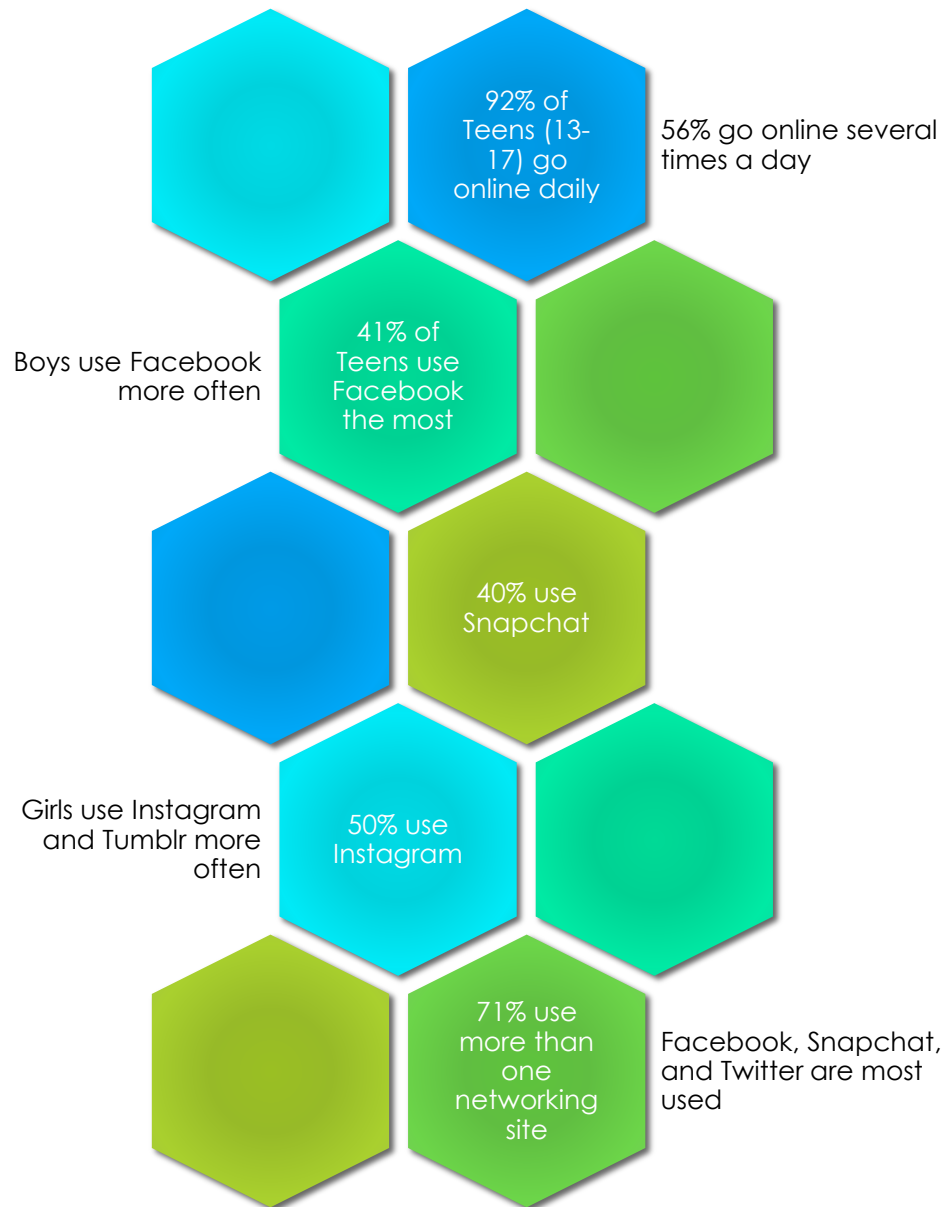 92% of
Teens (13-
17) go
online daily
56% go online several
times a day
Boys use Facebook
more often
41% of
Teens use
Facebook
the most
40% use
Snapchat
Girls use Instagram
and Tumblr more
often
50% use
Instagram
71% use
more than
one
networking
site
Facebook, Snapchat,
and Twitter are most
used